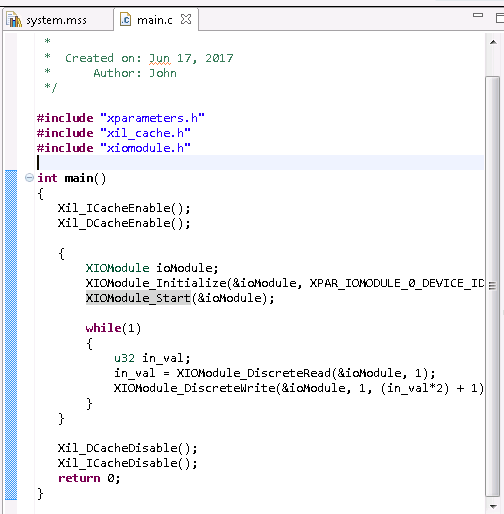 system.mss main.c
*
* Created on: Jun 17, 2017
* Author: John
*/
#include "xparameters.h"
#include "xil_cache.h"
#include "xiomodule.h"
int main()
{
Xil_ICacheEnable();
Xil_DCacheEnable();
{
XIOModule ioModule;
XIOModule_Initialize(&ioModule, XPAR_IOMODULE_0_DEVICE_ID
XIOModule_Start(&ioModule);
while(1)
{
u32 in_val;
in_val = XIOModule_DiscreteRead(&ioModule, 1);
XIOModule_DiscreteWrite(&ioModule, 1, (in_val*2) + 1)
}
}
Xil_DCacheDisable();
Xil_ICacheDisable();
return 0;
}